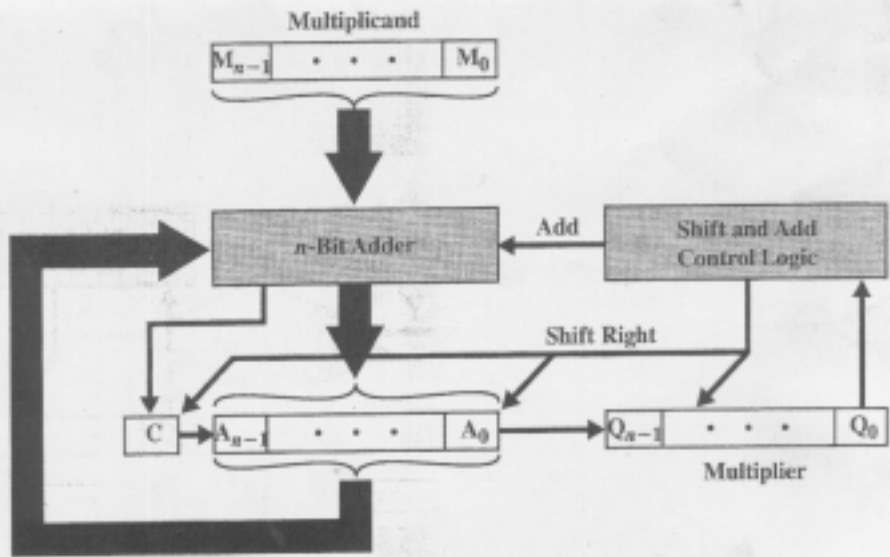 Multiplicand
Mn−1 • • • M0
n-Bit Adder
Add
Shift and Add
Control Logic
Shift Right
C
An−1 • • • A0
Qn−1 • • • Q0
Multiplier